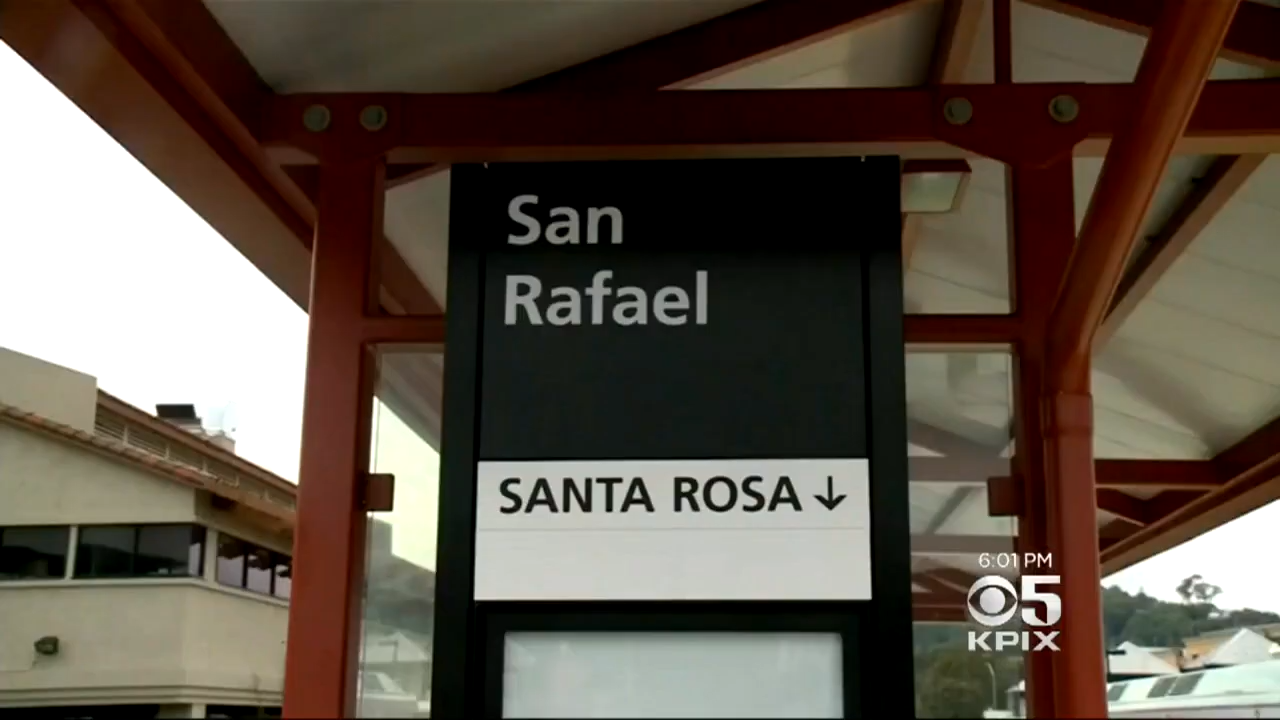 San
Rafael
SANTA ROSA ↓
6:01 PM
5
KPIX